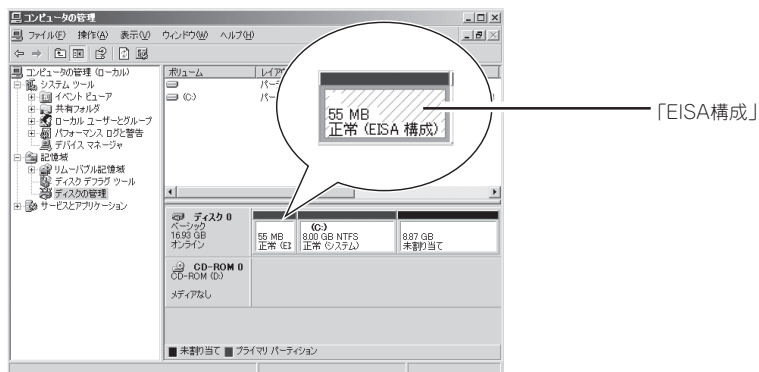 コンピュータの管理
ファイル(F) 操作(A) 表示(V) ウィンドウ(W) ヘルプ(H)
コンピュータの管理 (ローカル)
システム ツール
イベント ビューア
共有フォルダ
ローカル ユーザーとグループ
パフォーマンス ログと警告
デバイス マネージャ
記憶域
リムーバブル記憶域
ディスク デフラグ ツール
ディスクの管理
サービスとアプリケーション
ボリューム
(C:)
55 MB
正常 (EISA 構成)
「EISA構成」
ディスク 0
ベーシック
16.93 GB
オンライン
55 MB
正常 (EI
(C:)
8.00 GB NTFS
正常 (システム)
8.87 GB
未割り当て
CD-ROM 0
CD-ROM (D:)
メディアなし
未割り当て プライマリ パーティション